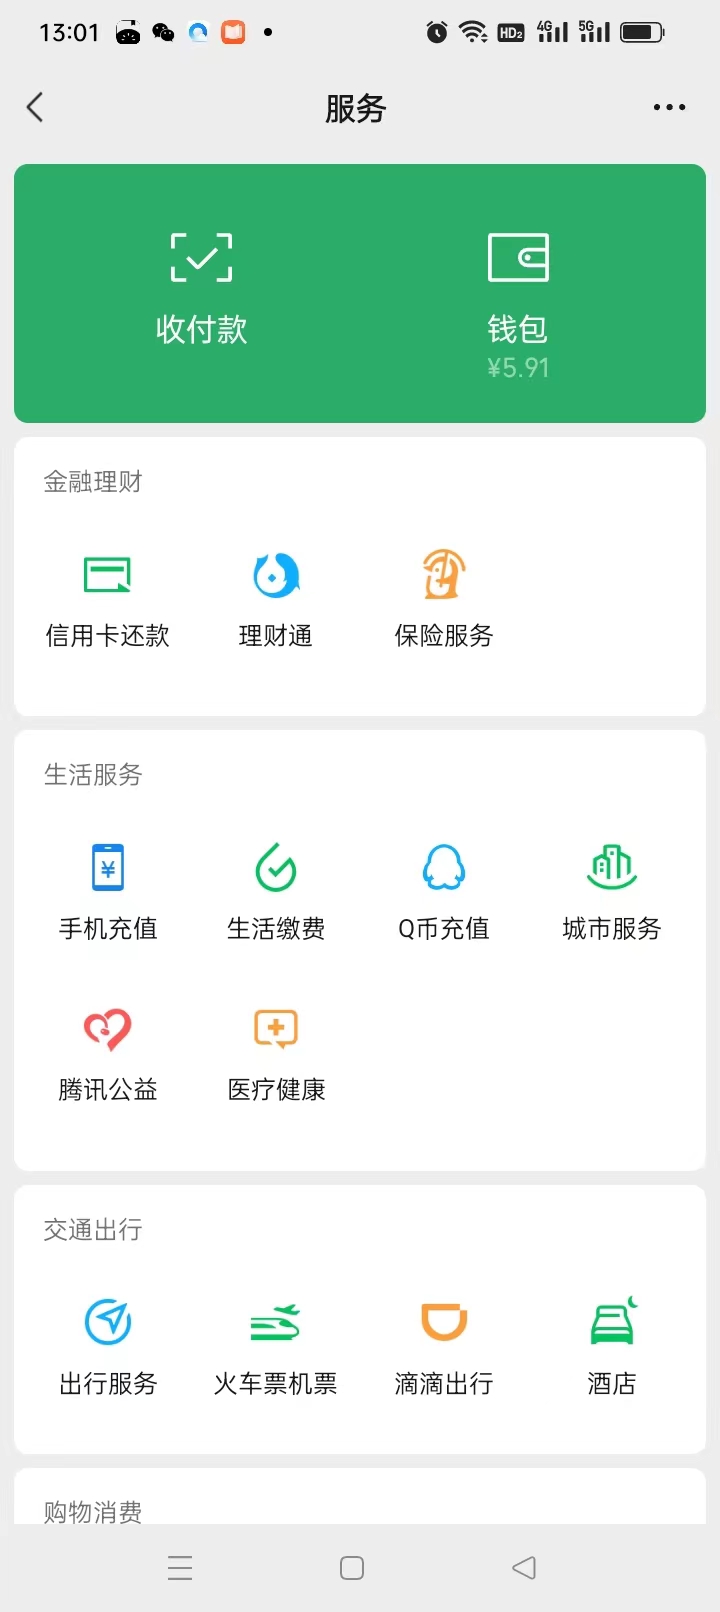 13:01 HD2 4G 5G
服务
收付款 钱包
¥5.91
金融理财
信用卡还款 理财通 保险服务
生活服务
¥
手机充值 生活缴费 Q币充值 城市服务
腾讯公益 医疗健康
交通出行
出行服务 火车票机票 滴滴出行 酒店
购物消费